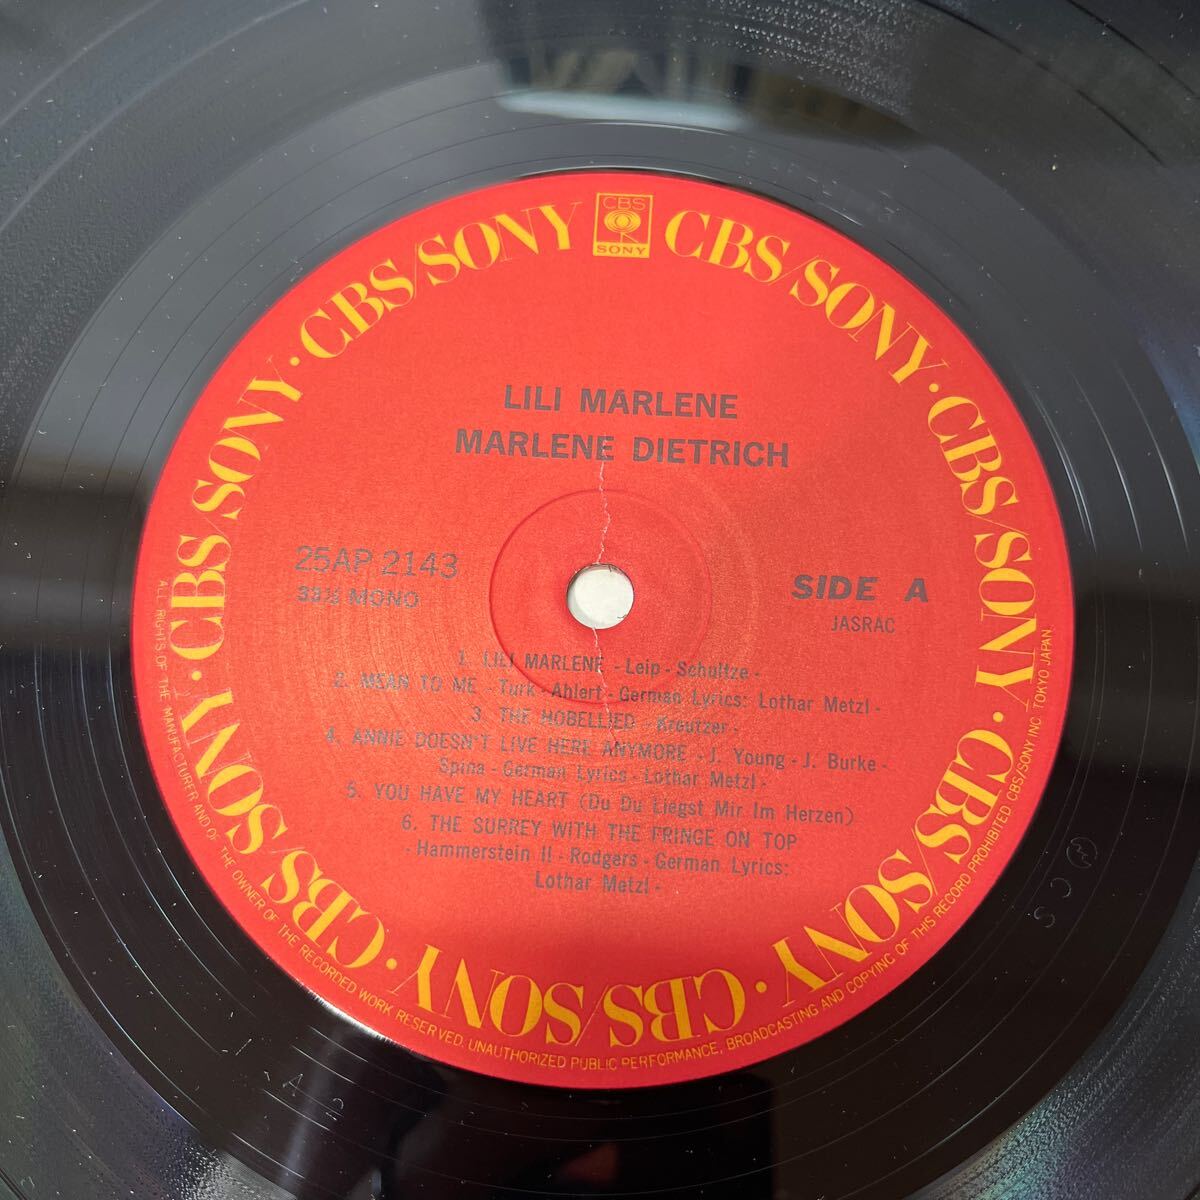 CBS
SONY
CBS/SONY · CBS/SONY · CBS/SONY · CBS/SONY · CBS/SONY · CBS/SONY · CBS/SONY · CBS/SONY
LILI MARLENE
MARLENE DIETRICH
25AP 2143
33⅓ MONO
SIDE A
JASRAC
1. LILI MARLENE - Leip - Schultze -
2. MEAN TO ME - Turk - Ahlert - German Lyrics: Lothar Metzl -
3. THE HOBELLIED - Kreutzer -
4. ANNIE DOESN'T LIVE HERE ANYMORE - J. Young - J. Burke -
Spina - German Lyrics - Lothar Metzl -
5. YOU HAVE MY HEART (Du Du Liegst Mir Im Herzen)
6. THE SURREY WITH THE FRINGE ON TOP
- Hammerstein II - Rodgers - German Lyrics:
Lothar Metzl -
ALL RIGHTS OF THE MANUFACTURER AND OF THE OWNER OF THE RECORDED WORK RESERVED. UNAUTHORIZED PUBLIC PERFORMANCE, BROADCASTING AND COPYING OF THIS RECORD PROHIBITED CBS/SONY INC. TOKYO JAPAN